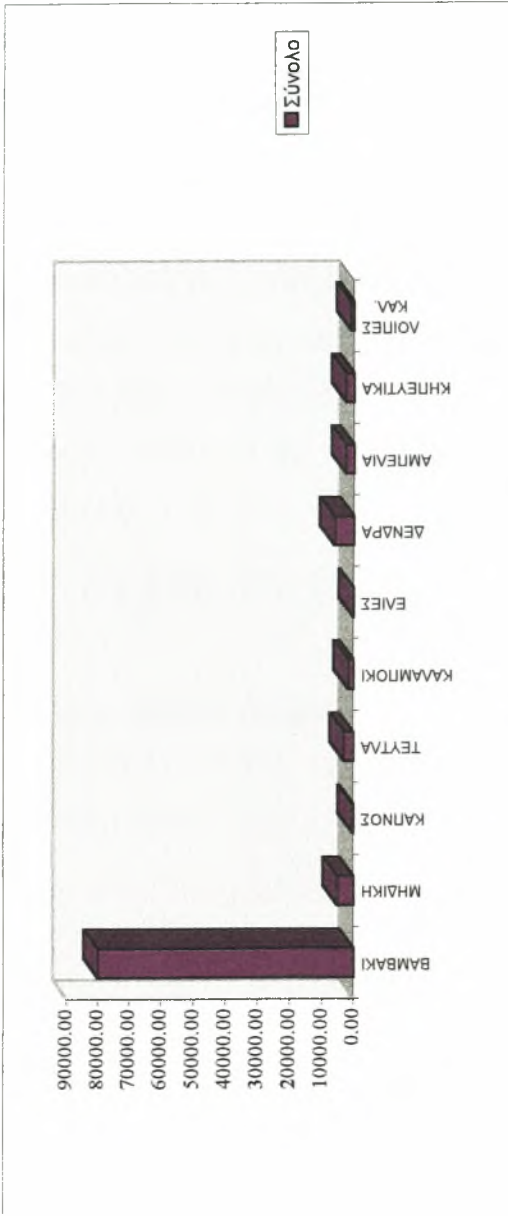 90000.00
80000.00
70000.00
60000.00
50000.00
40000.00
30000.00
20000.00
10000.00
0.00
ΒΑΜΒΑΚΙ
ΜΗΔΙΚΗ
ΚΑΠΝΟΣ
ΤΕΥΤΛΑ
ΚΑΛΑΜΠΟΚΙ
ΕΛΙΕΣ
ΔΕΝΔΡΑ
ΑΜΠΕΛΙΑ
ΚΗΠΕΥΤΙΚΑ
ΛΟΙΠΕΣ
ΚΑΛ.
Σύνολο